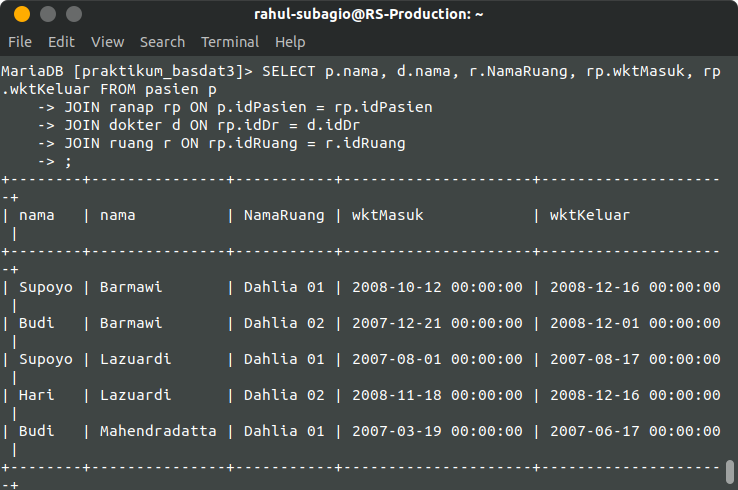 rahul-subagio@RS-Production: ~
File Edit View Search Terminal Help
MariaDB [praktikum_basdat3]> SELECT p.nama, d.nama, r.NamaRuang, rp.wktMasuk, rp
.wktKeluar FROM pasien p
    -> JOIN ranap rp ON p.idPasien = rp.idPasien
    -> JOIN dokter d ON rp.idDr = d.idDr
    -> JOIN ruang r ON rp.idRuang = r.idRuang
    -> ;
+--------+---------------+-----------+---------------------+--------------------
-+
| nama   | nama          | NamaRuang | wktMasuk            | wktKeluar
 |
+--------+---------------+-----------+---------------------+--------------------
-+
| Supoyo | Barmawi       | Dahlia 01 | 2008-10-12 00:00:00 | 2008-12-16 00:00:00
 |
| Budi   | Barmawi       | Dahlia 02 | 2007-12-21 00:00:00 | 2008-12-01 00:00:00
 |
| Supoyo | Lazuardi      | Dahlia 01 | 2007-08-01 00:00:00 | 2007-08-17 00:00:00
 |
| Hari   | Lazuardi      | Dahlia 02 | 2008-11-18 00:00:00 | 2008-12-16 00:00:00
 |
| Budi   | Mahendradatta | Dahlia 01 | 2007-03-19 00:00:00 | 2007-06-17 00:00:00
 |
+--------+---------------+-----------+---------------------+--------------------
-+